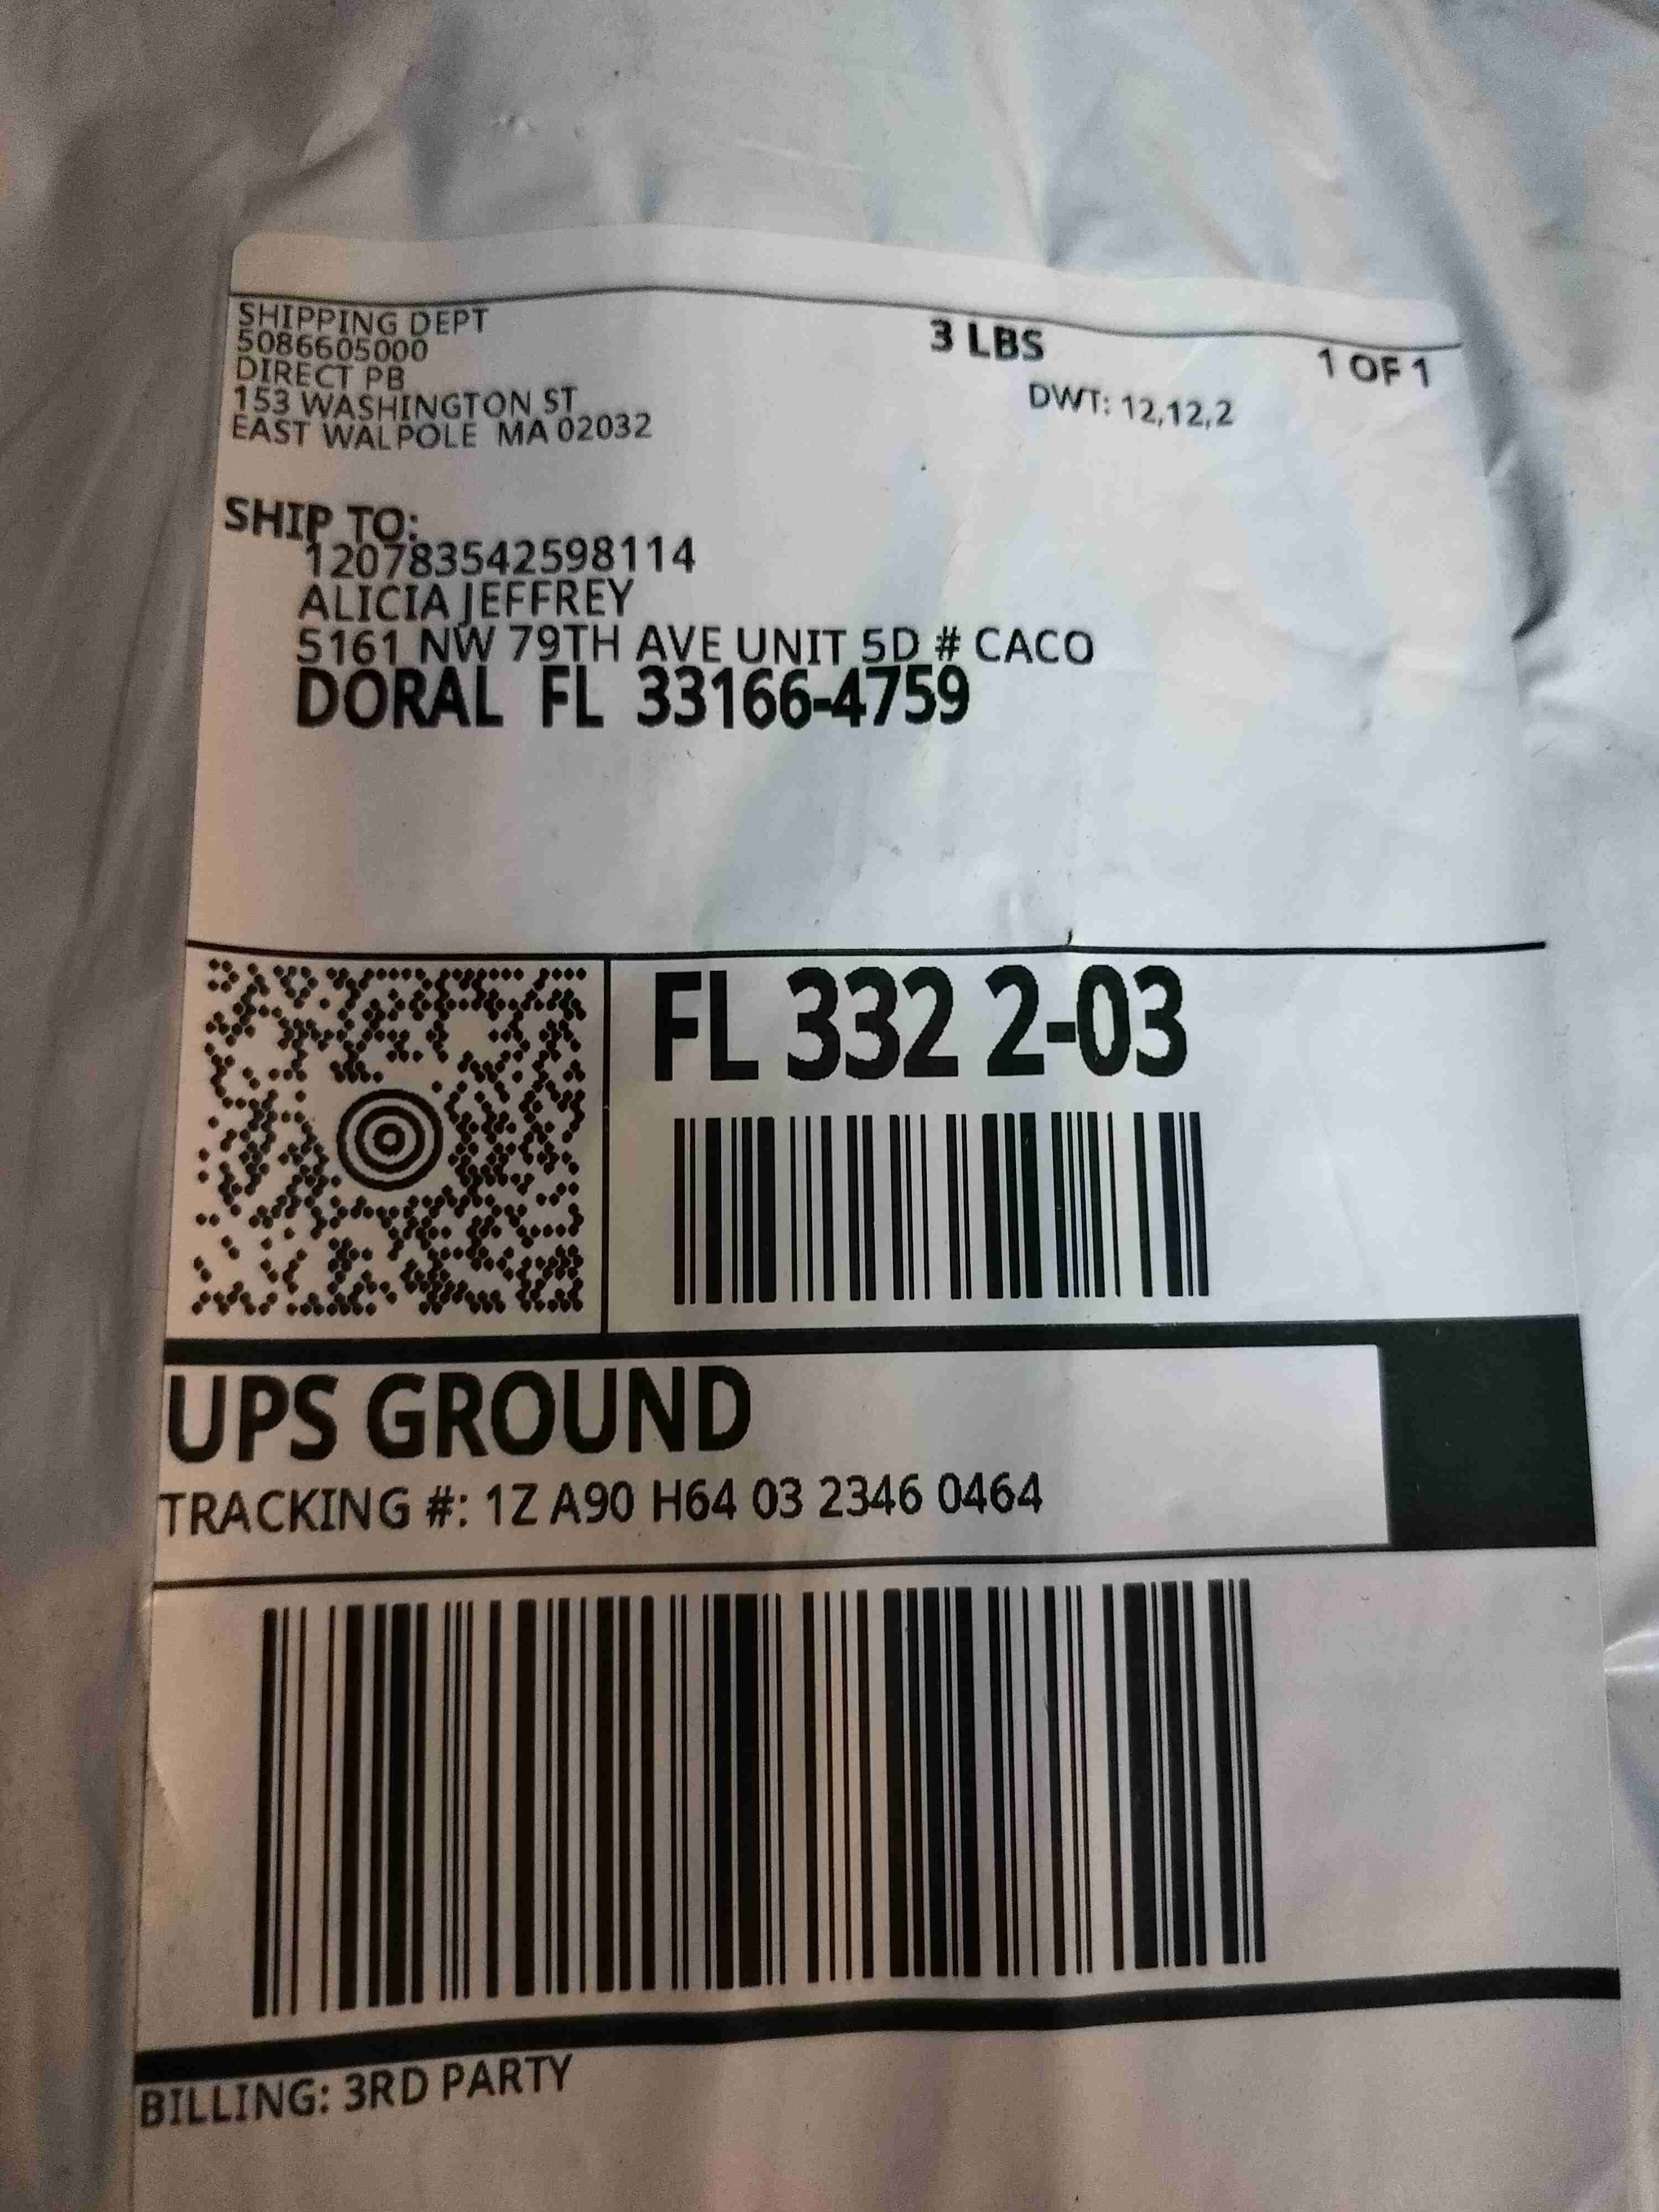 SHIPPING DEPT
5086605000
DIRECT PB
153 WASHINGTON ST
EAST WALPOLE MA 02032
3 LBS
1 OF 1
DWT: 12,12,2
SHIP TO:
120783542598114
ALICIA JEFFREY
5161 NW 79TH AVE UNIT 5D # CACO
DORAL FL 33166-4759
FL 332 2-03
UPS GROUND
TRACKING #: 1Z A90 H64 03 2346 0464
BILLING: 3RD PARTY